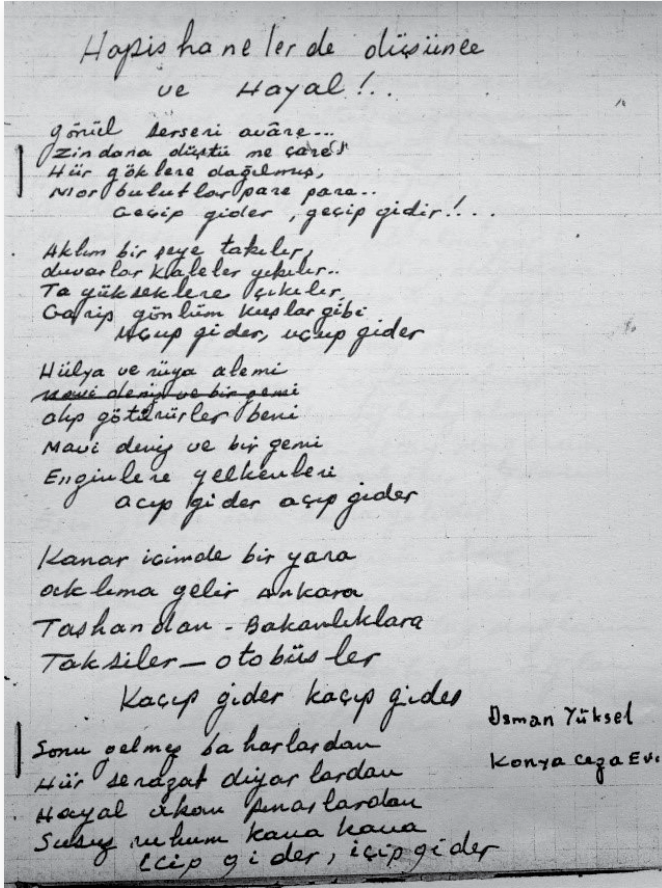 Hapishanelerde düşünce
ve Hayal!..
gönül serseri avâre...
Zindana düştü ne çare!
Hür göklere dağılmış,
Mor bulutlar pare pare..
Geçip gider, geçip gidir!...
Aklım bir şeye takılır,
duvarlar kaleler yıkılır..
Ta yükseklere çıkılır,
Garip gönlüm kuşlar gibi
Uçup gider, uçup gider
Hülya ve rüya alemi
mavi deniz ve bir gemi
alıp götürürler beni
Mavi deniz ve bir gemi
Enginlere yelkenleri
açıp gider açıp gider
Kanar içimde bir yara
aklıma gelir Ankara
Taşhandan - Bakanlıklara
Taksiler - otobüsler
Kaçıp gider kaçıp gider
Osman Yüksel
Konya Ceza Evi
Sonu gelmeş baharlardan
Hür serazat diyarlardan
Hayal akan pınarlardan
Susuz ruhum kana kana
içip gider, içip gider